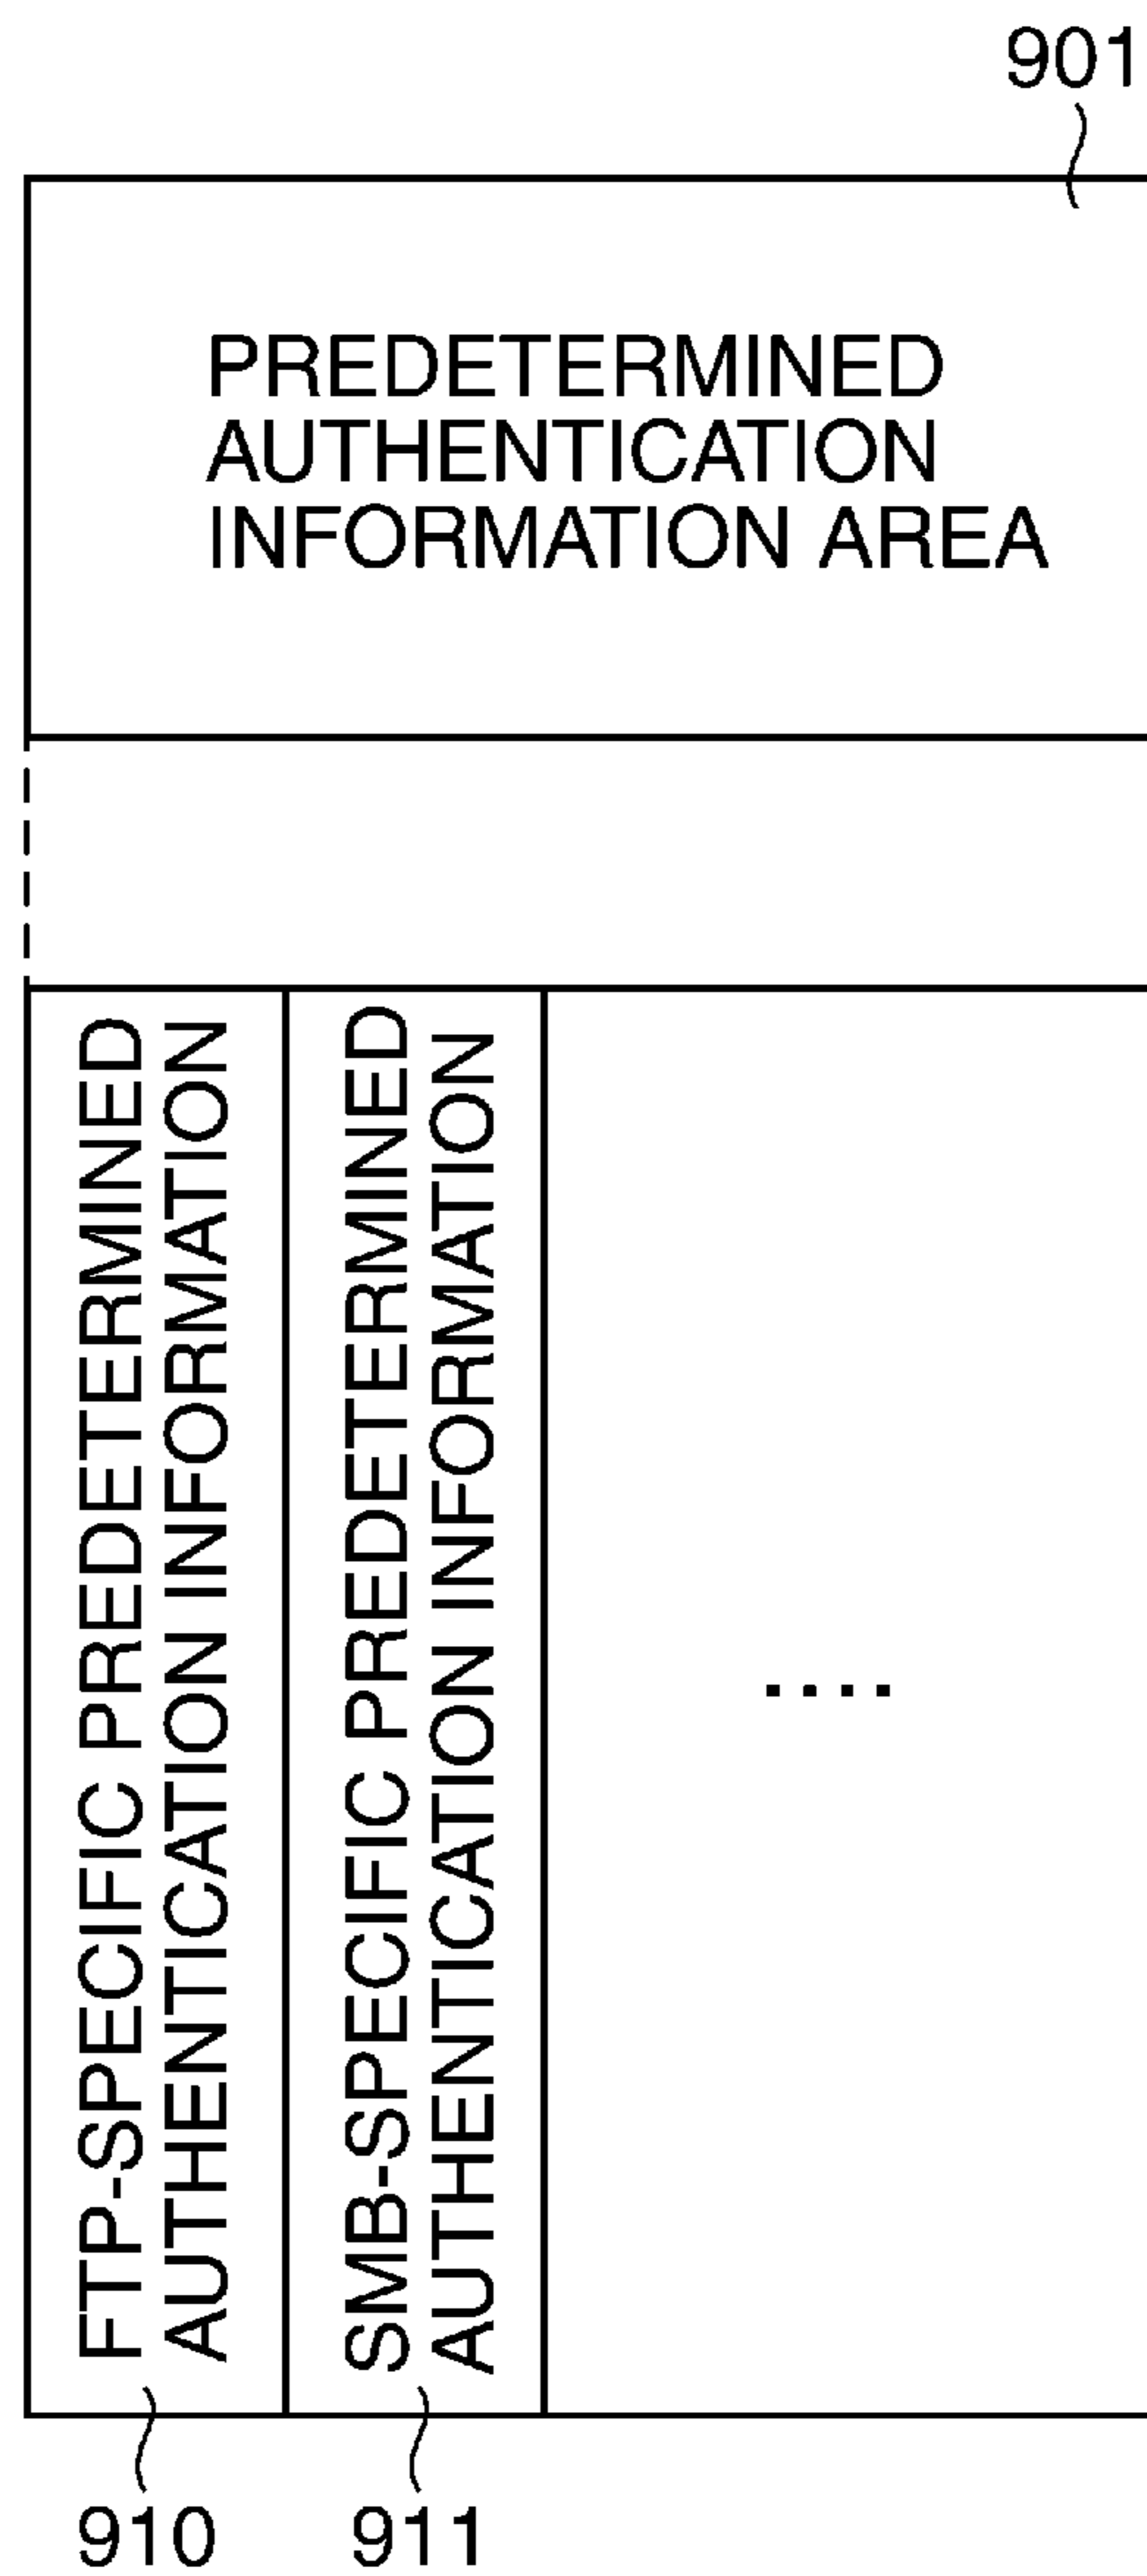 901
PREDETERMINED
AUTHENTICATION
INFORMATION AREA
FTP-SPECIFIC PREDETERMINED
AUTHENTICATION INFORMATION
SMB-SPECIFIC PREDETERMINED
AUTHENTICATION INFORMATION
....
910
911